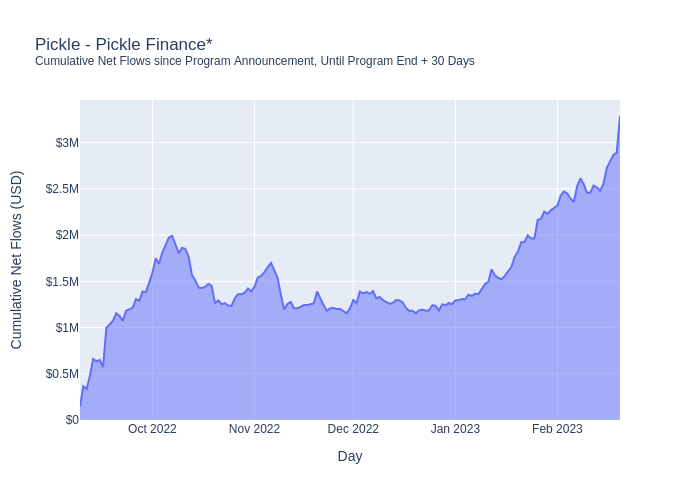 Pickle - Pickle Finance*
Cumulative Net Flows since Program Announcement, Until Program End + 30 Days
Cumulative Net Flows (USD)
$3M
$2.5M
$2M
$1.5M
$1M
$0.5M
$0
Oct 2022
Nov 2022
Dec 2022
Jan 2023
Feb 2023
Day